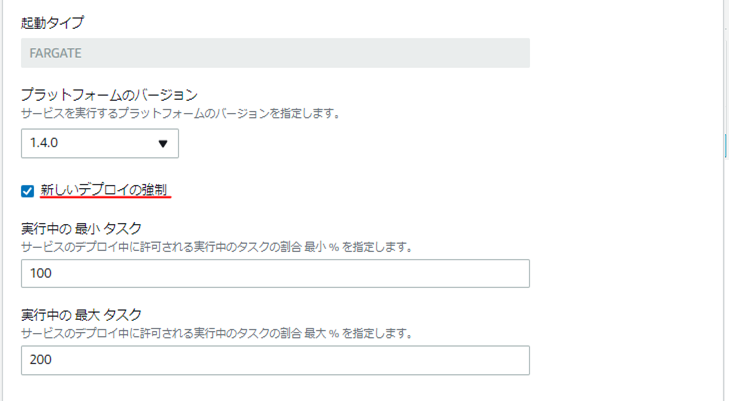 起動タイプ
FARGATE
プラットフォームのバージョン
サービスを実行するプラットフォームのバージョンを指定します。
1.4.0
新しいデプロイの強制
実行中の 最小 タスク
サービスのデプロイ中に許可される実行中のタスクの割合 最小 % を指定します。
100
実行中の 最大 タスク
サービスのデプロイ中に許可される実行中のタスクの割合 最大 % を指定します。
200